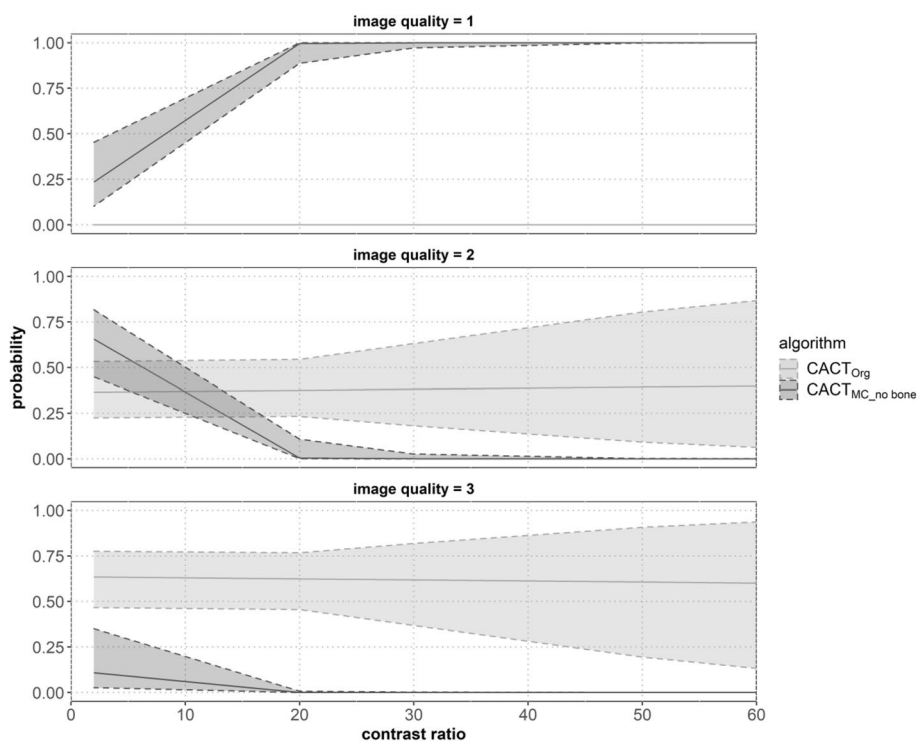 image quality = 1
1.00
0.75
0.50
0.25
0.00
image quality = 2
1.00
0.75
0.50
0.25
0.00
image quality = 3
1.00
0.75
0.50
0.25
0.00
0 10 20 30 40 50 60
contrast ratio
probability
algorithm
CACTOrg
CACTMC_no bone